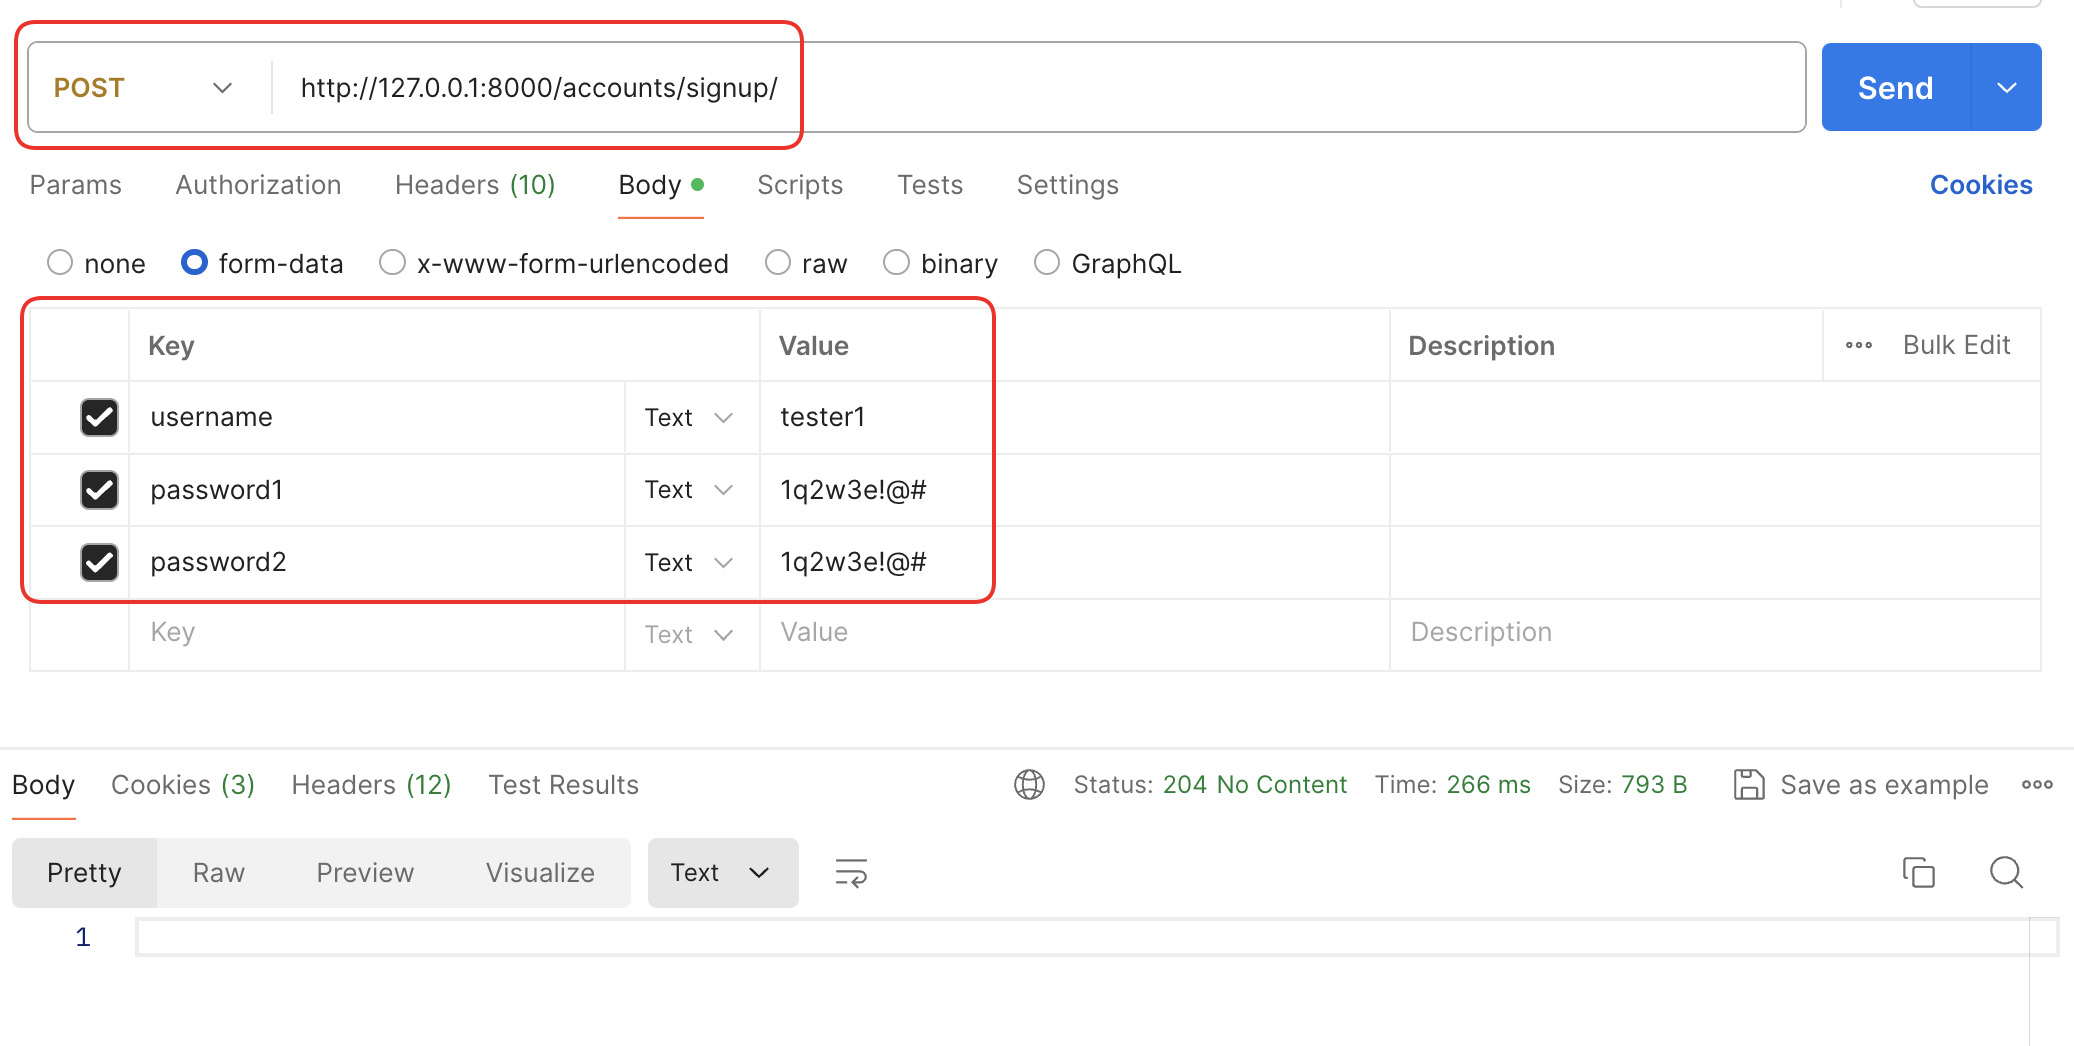 POST http://127.0.0.1:8000/accounts/signup/ Send
Params Authorization Headers (10) Body Scripts Tests Settings Cookies
none form-data x-www-form-urlencoded raw binary GraphQL
Key Value Description Bulk Edit
username Text tester1
password1 Text 1q2w3e!@#
password2 Text 1q2w3e!@#
Key Text Value Description
Body Cookies (3) Headers (12) Test Results Status: 204 No Content Time: 266 ms Size: 793 B Save as example
Pretty Raw Preview Visualize Text
1